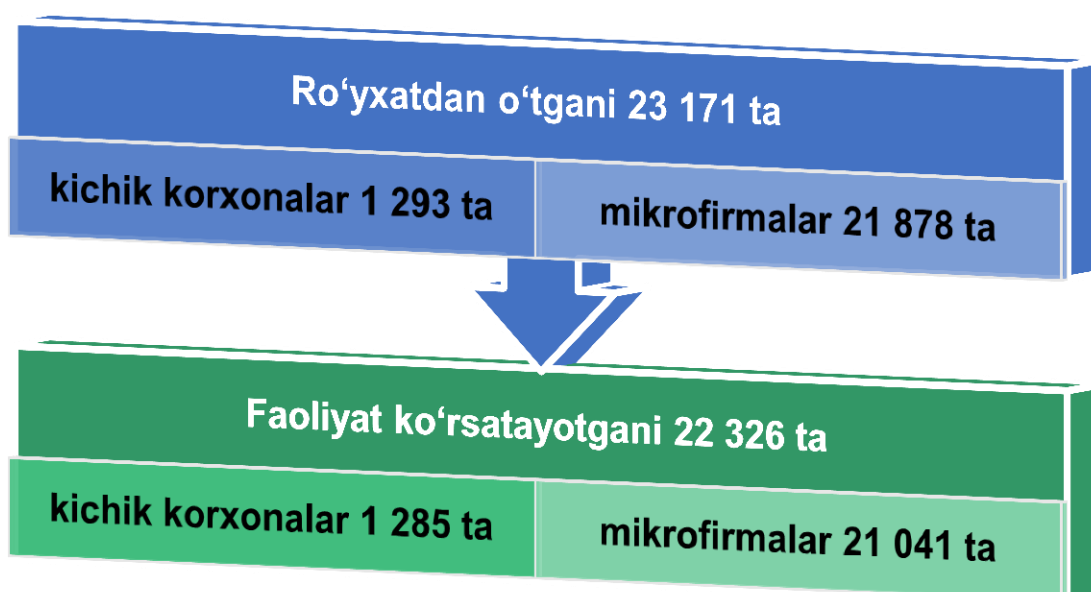 Ro‘yxatdan o‘tgani 23 171 ta
kichik korxonalar 1 293 ta
mikrofirmalar 21 878 ta
Faoliyat ko‘rsatayotgani 22 326 ta
kichik korxonalar 1 285 ta
mikrofirmalar 21 041 ta